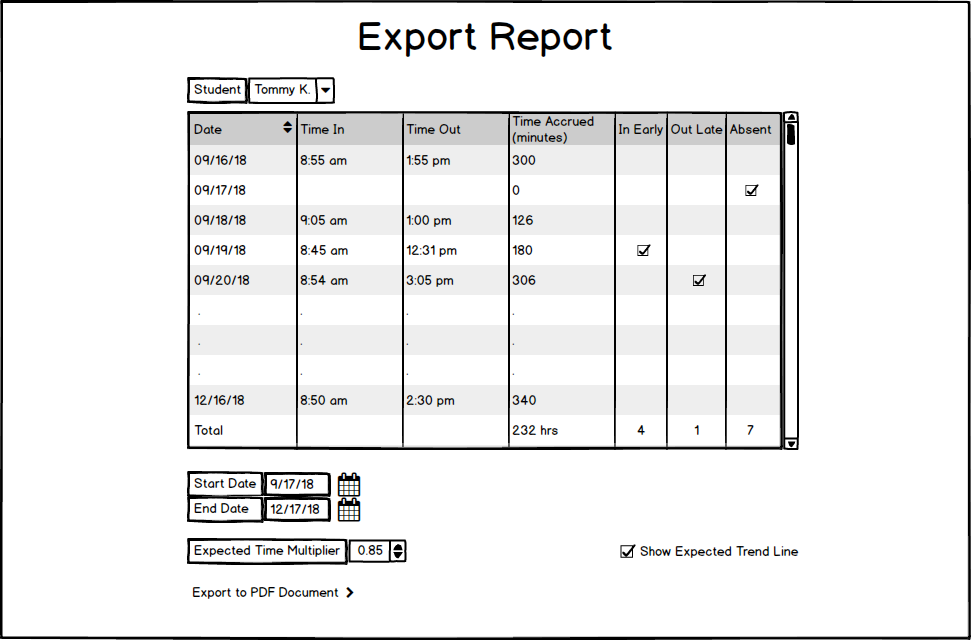 Export Report
Student Tommy K.
Date Time In Time Out Time Accrued (minutes) In Early Out Late Absent
09/16/18 8:55 am 1:55 pm 300
09/17/18 0
09/18/18 9:05 am 1:00 pm 126
09/19/18 8:45 am 12:31 pm 180
09/20/18 8:54 am 3:05 pm 306
. . . .
. . . .
. . . .
12/16/18 8:50 am 2:30 pm 340
Total 232 hrs 4 1 7
Start Date 9/17/18
End Date 12/17/18
Expected Time Multiplier 0.85 Show Expected Trend Line
Export to PDF Document